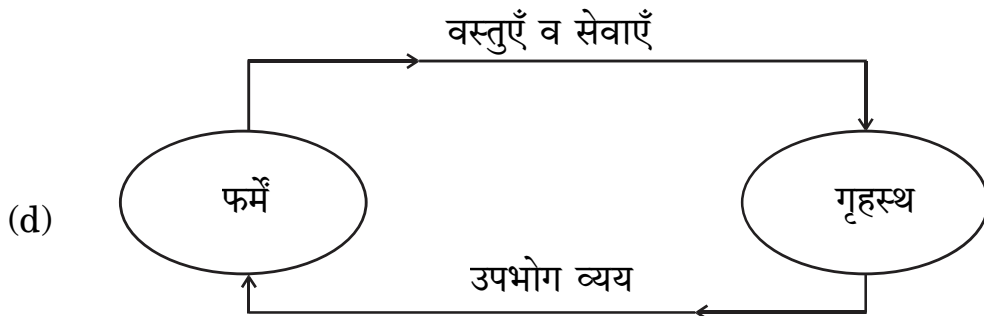 वस्तुएँ व सेवाएँ
(d) फर्में गृहस्थ
उपभोग व्यय